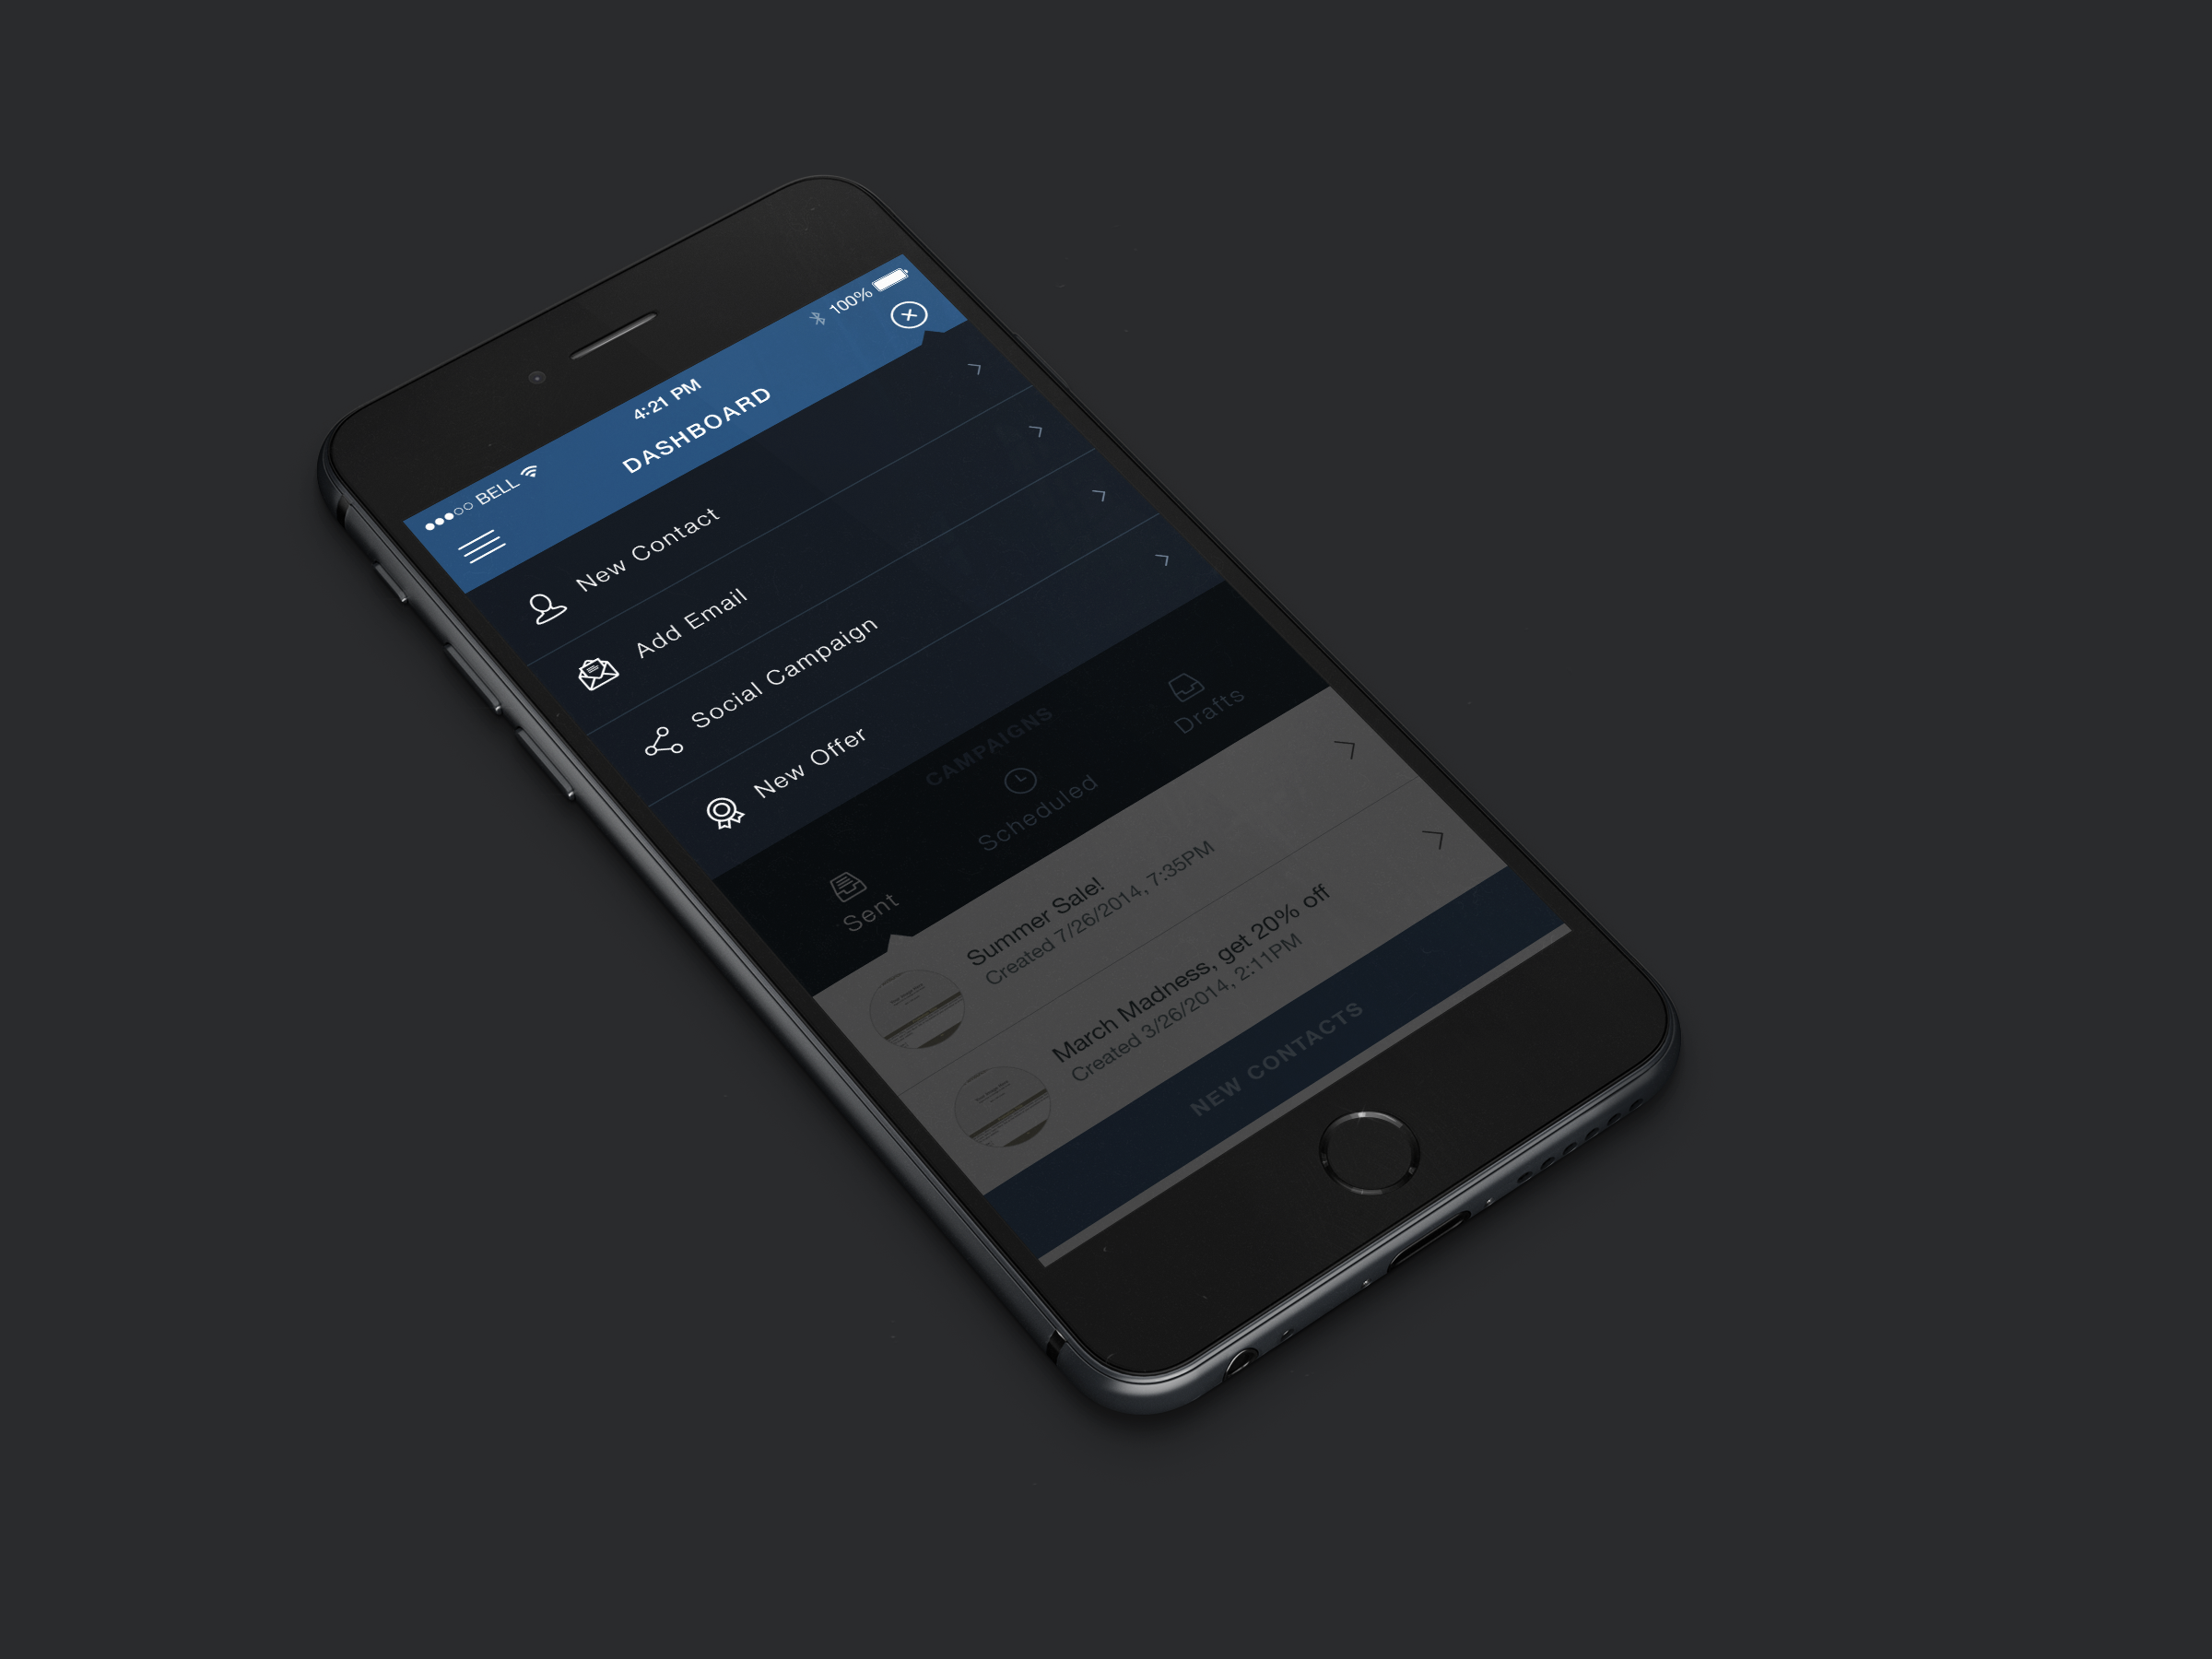 BELL
4:21 PM
100%
DASHBOARD
New Contact
Add Email
Social Campaign
New Offer
CAMPAIGNS
Sent
Scheduled
Drafts
Summer Sale!
Created 7/26/2014, 7:35PM
March Madness, get 20% off
Created 3/26/2014, 2:11PM
NEW CONTACTS